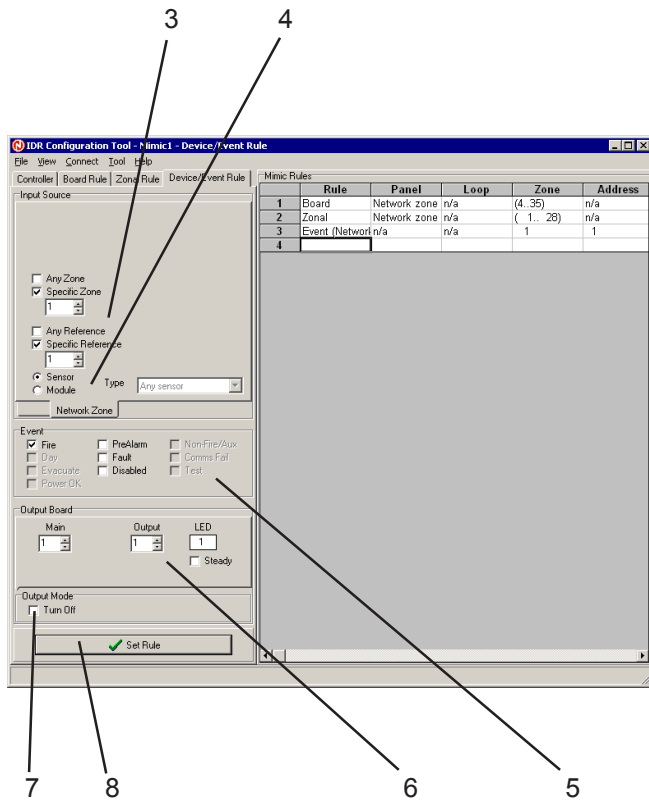 3 4
IDR Configuration Tool - Mimic1 - Device/Event Rule
File View Connect Tool Help
Controller Board Rule Zonal Rule Device/Event Rule
Input Source
Any Zone
Specific Zone
1
Any Reference
Specific Reference
1
Sensor
Module
Type Any sensor
Network Zone
Event
Fire PreAlarm Non-Fire/Aux
Day Fault Comms Fail
Evacuate Disabled Test
Power OK
Output Board
Main Output LED
1 1 1
Steady
Output Mode
Turn Off
Set Rule
Mimic Rules
Rule Panel Loop Zone Address
1 Board Network zone n/a (4..35) n/a
2 Zonal Network zone n/a ( 1.. 28) n/a
3 Event (Network n/a n/a 1 1
4
7 8 6 5